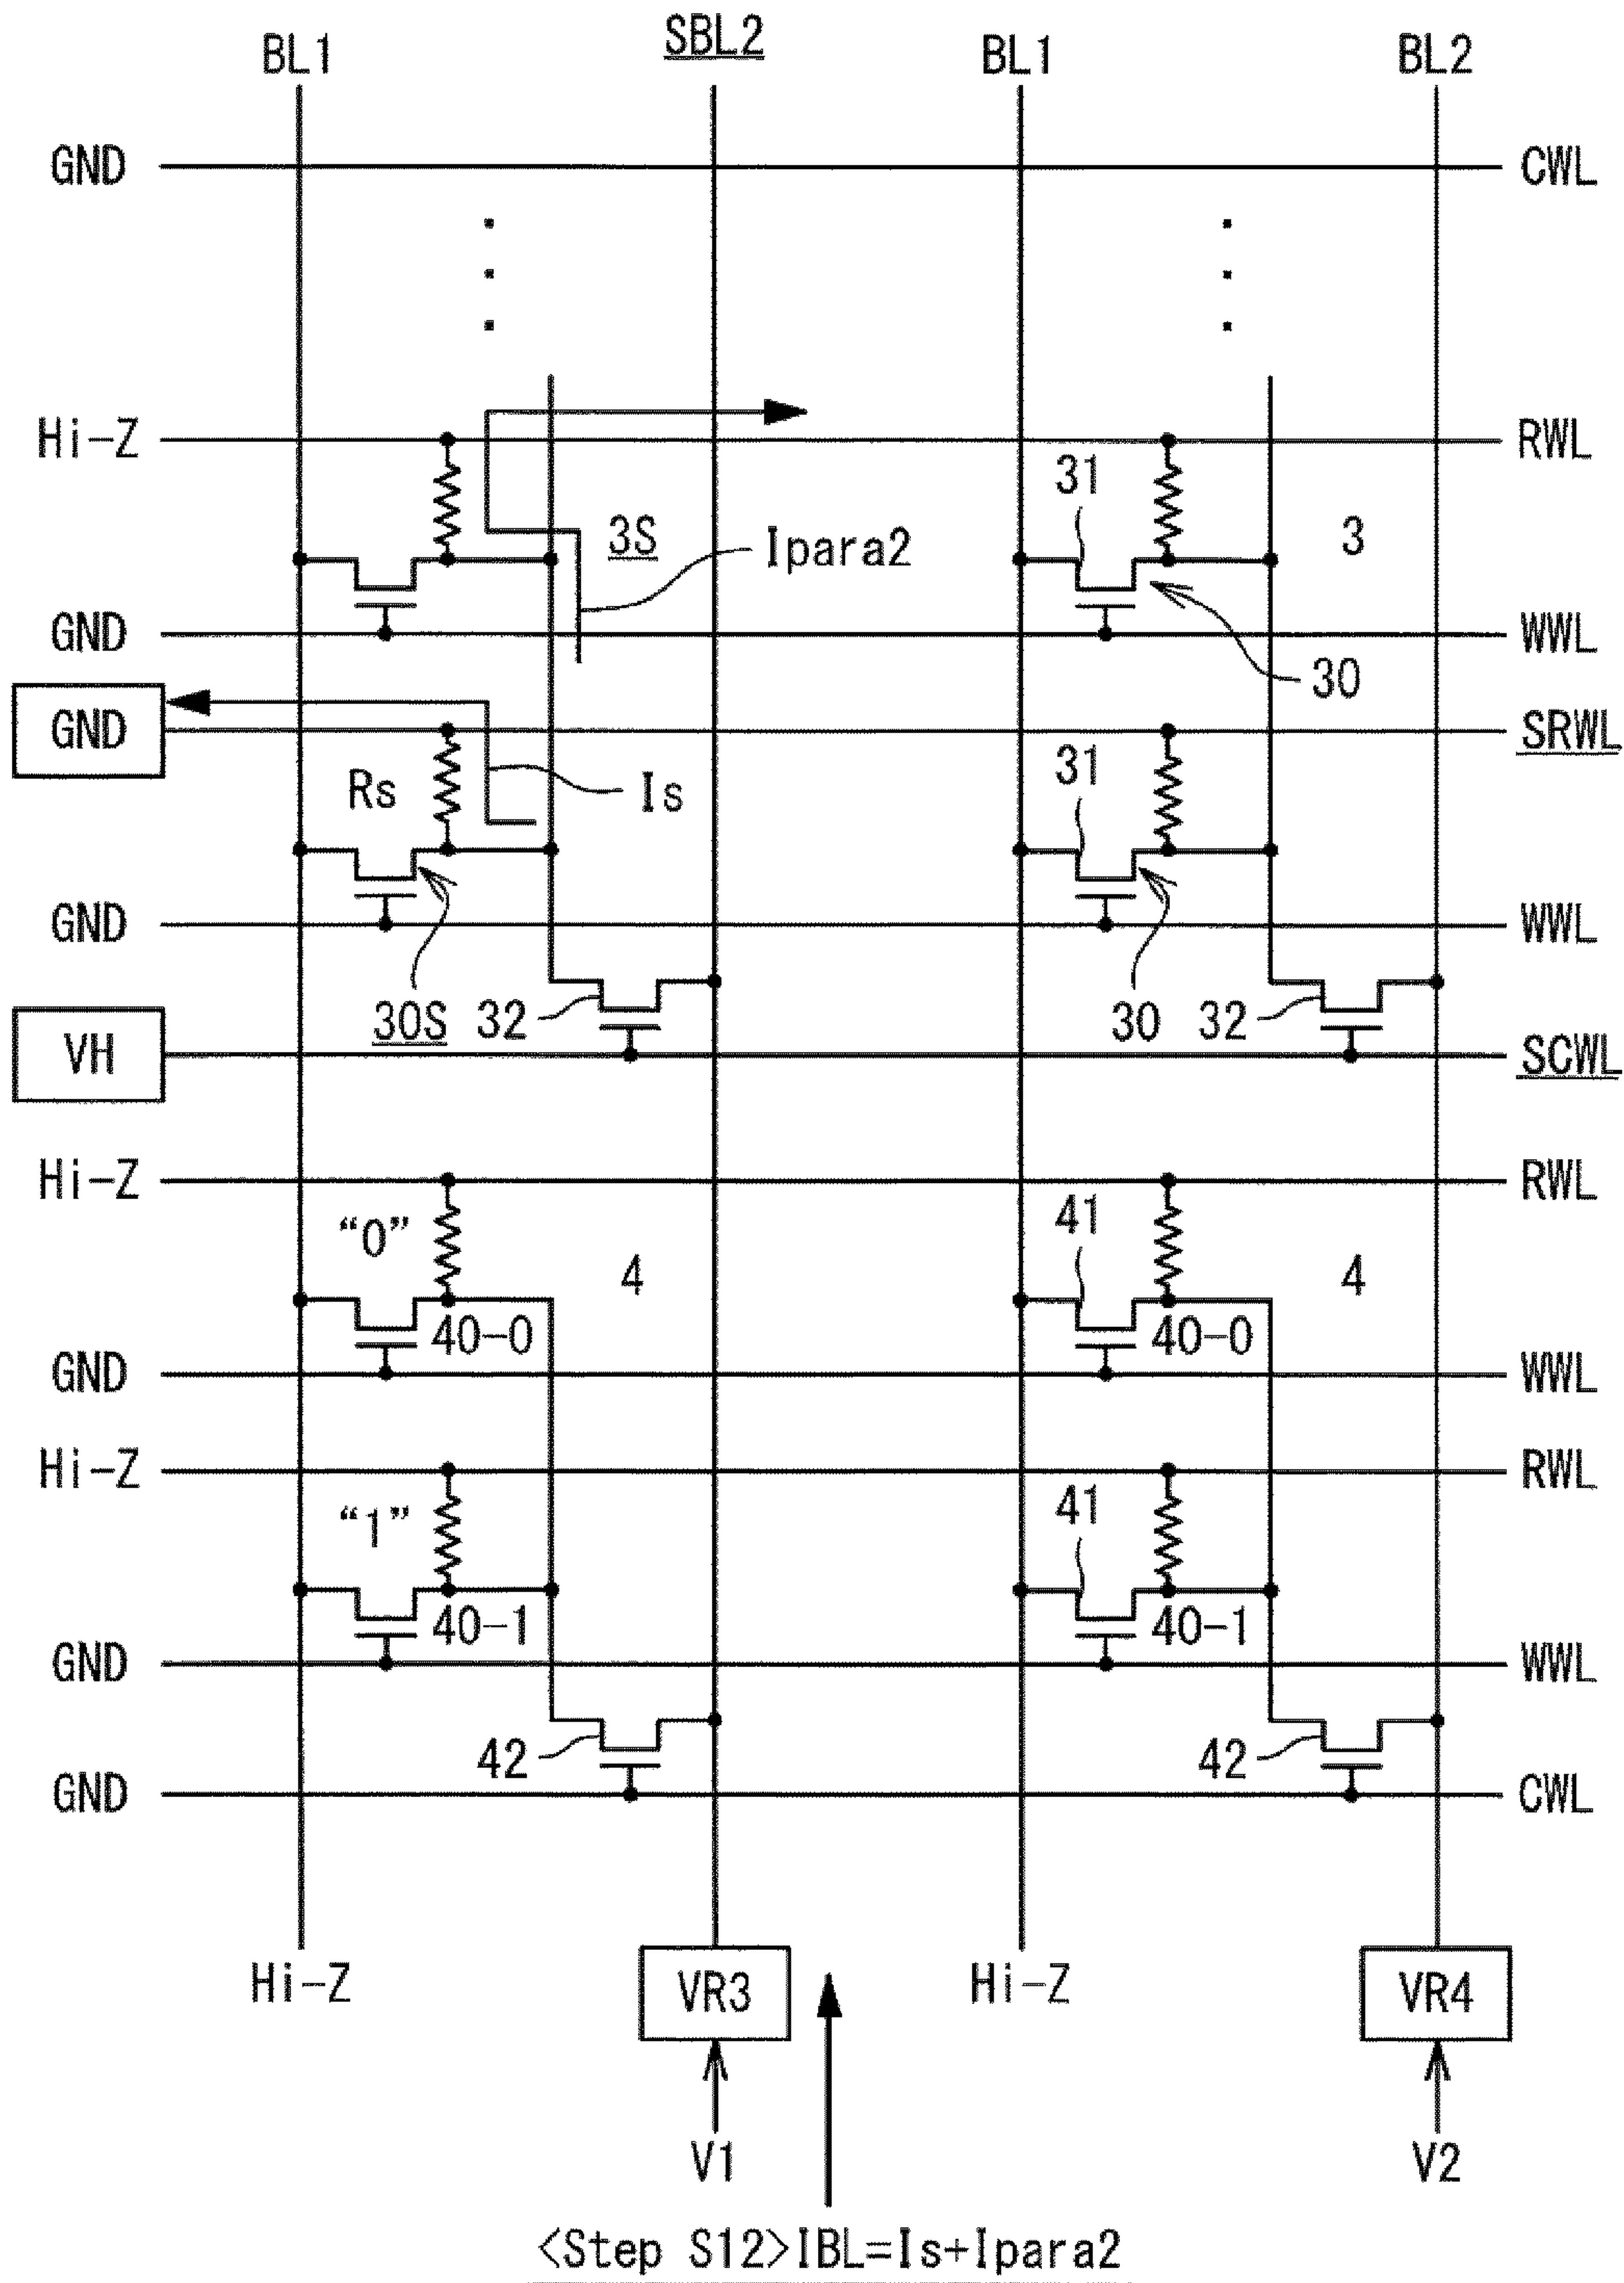 BL1 SBL2 BL1 BL2
GND CWL
Hi-Z RWL
31
3S 3
Ipara2
GND WWL
30
GND SRWL
31
Rs Is
GND WWL
30S 32 30 32
VH SCWL
Hi-Z RWL
“0” 41
4 4
40-0 40-0
GND WWL
Hi-Z RWL
“1” 41
40-1 40-1
GND WWL
42 42
GND CWL
Hi-Z VR3 Hi-Z VR4
V1 V2
<Step S12>IBL=Is+Ipara2